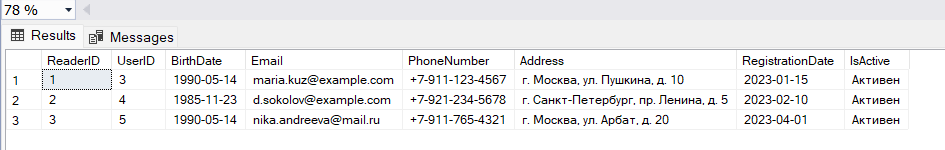 78 %
Results Messages
ReaderID UserID BirthDate Email PhoneNumber Address RegistrationDate IsActive
1 1 3 1990-05-14 maria.kuz@example.com +7-911-123-4567 г. Москва, ул. Пушкина, д. 10 2023-01-15 Активен
2 2 4 1985-11-23 d.sokolov@example.com +7-921-234-5678 г. Санкт-Петербург, пр. Ленина, д. 5 2023-02-10 Активен
3 3 5 1990-05-14 nika.andreeva@mail.ru +7-911-765-4321 г. Москва, ул. Арбат, д. 20 2023-04-01 Активен